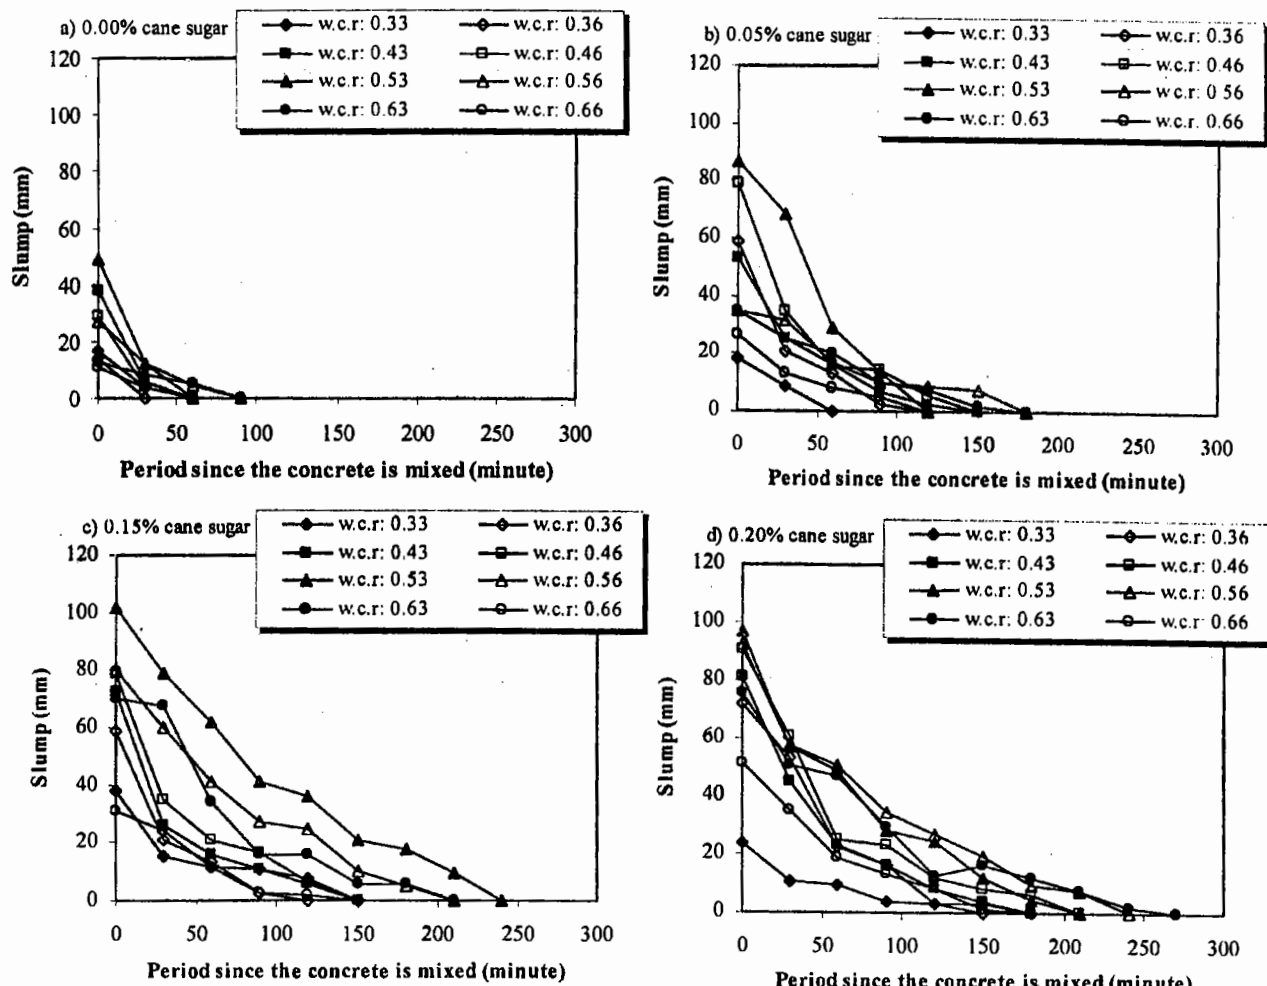 a) 0.00% cane sugar
w.c.r: 0.33 w.c.r: 0.36
w.c.r: 0.43 w.c.r: 0.46
w.c.r: 0.53 w.c.r: 0.56
w.c.r: 0.63 w.c.r: 0.66
120
100
80
60
40
20
0
Slump (mm)
0 50 100 150 200 250 300
Period since the concrete is mixed (minute)
b) 0.05% cane sugar
w.c.r: 0.33 w.c.r: 0.36
w.c.r: 0.43 w.c.r: 0.46
w.c.r: 0.53 w.c.r: 0 56
w.c.r: 0.63 w.c.r. 0.66
120
100
80
60
40
20
0
Slump (mm)
0 50 100 150 200 250 300
Period since the concrete is mixed (minute)
c) 0.15% cane sugar
w.c.r: 0.33 w.c.r: 0.36
w.c.r: 0.43 w.c.r: 0.46
w.c.r: 0.53 w.c.r: 0.56
w.c.r: 0.63 w.c.r: 0.66
120
100
80
60
40
20
0
Slump (mm)
0 50 100 150 200 250 300
Period since the concrete is mixed (minute)
d) 0.20% cane sugar
w.c.r: 0.33 w.c.r: 0.36
w.c.r: 0.43 w.c.r: 0.46
w.c.r: 0.53 w.c.r: 0.56
w.c.r: 0.63 w.c.r: 0.66
120
100
80
60
40
20
0
Slump (mm)
0 50 100 150 200 250 300
Period since the concrete is mixed (minute)